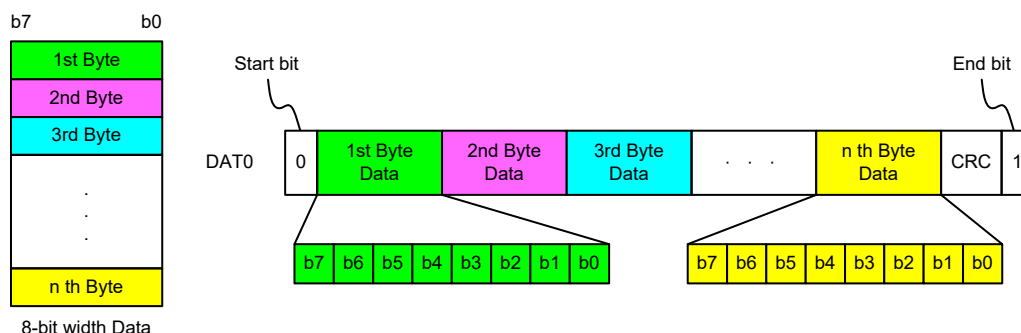 b7 b0
1st Byte
2nd Byte
3rd Byte
.
.
.
n th Byte
8-bit width Data
Start bit
End bit
DAT0
0
1st Byte
Data
2nd Byte
Data
3rd Byte
Data
. . .
n th Byte
Data
CRC
1
b7 b6 b5 b4 b3 b2 b1 b0
b7 b6 b5 b4 b3 b2 b1 b0